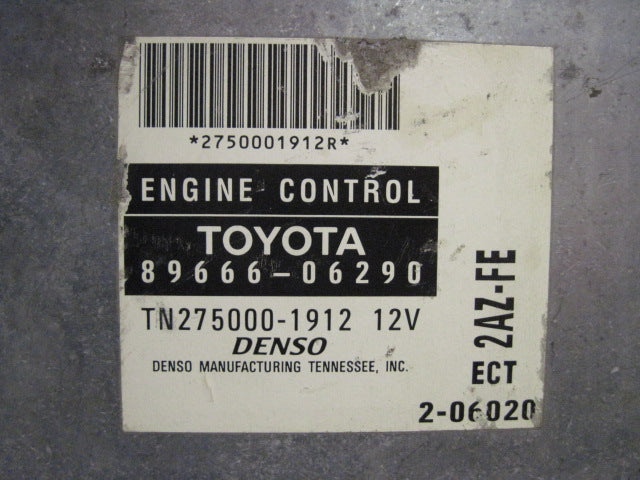 *2750001912R*
ENGINE CONTROL
TOYOTA
89666-06290
TN275000-1912 12V
DENSO
DENSO MANUFACTURING TENNESSEE, INC.
2AZ-FE
ECT
2-06020